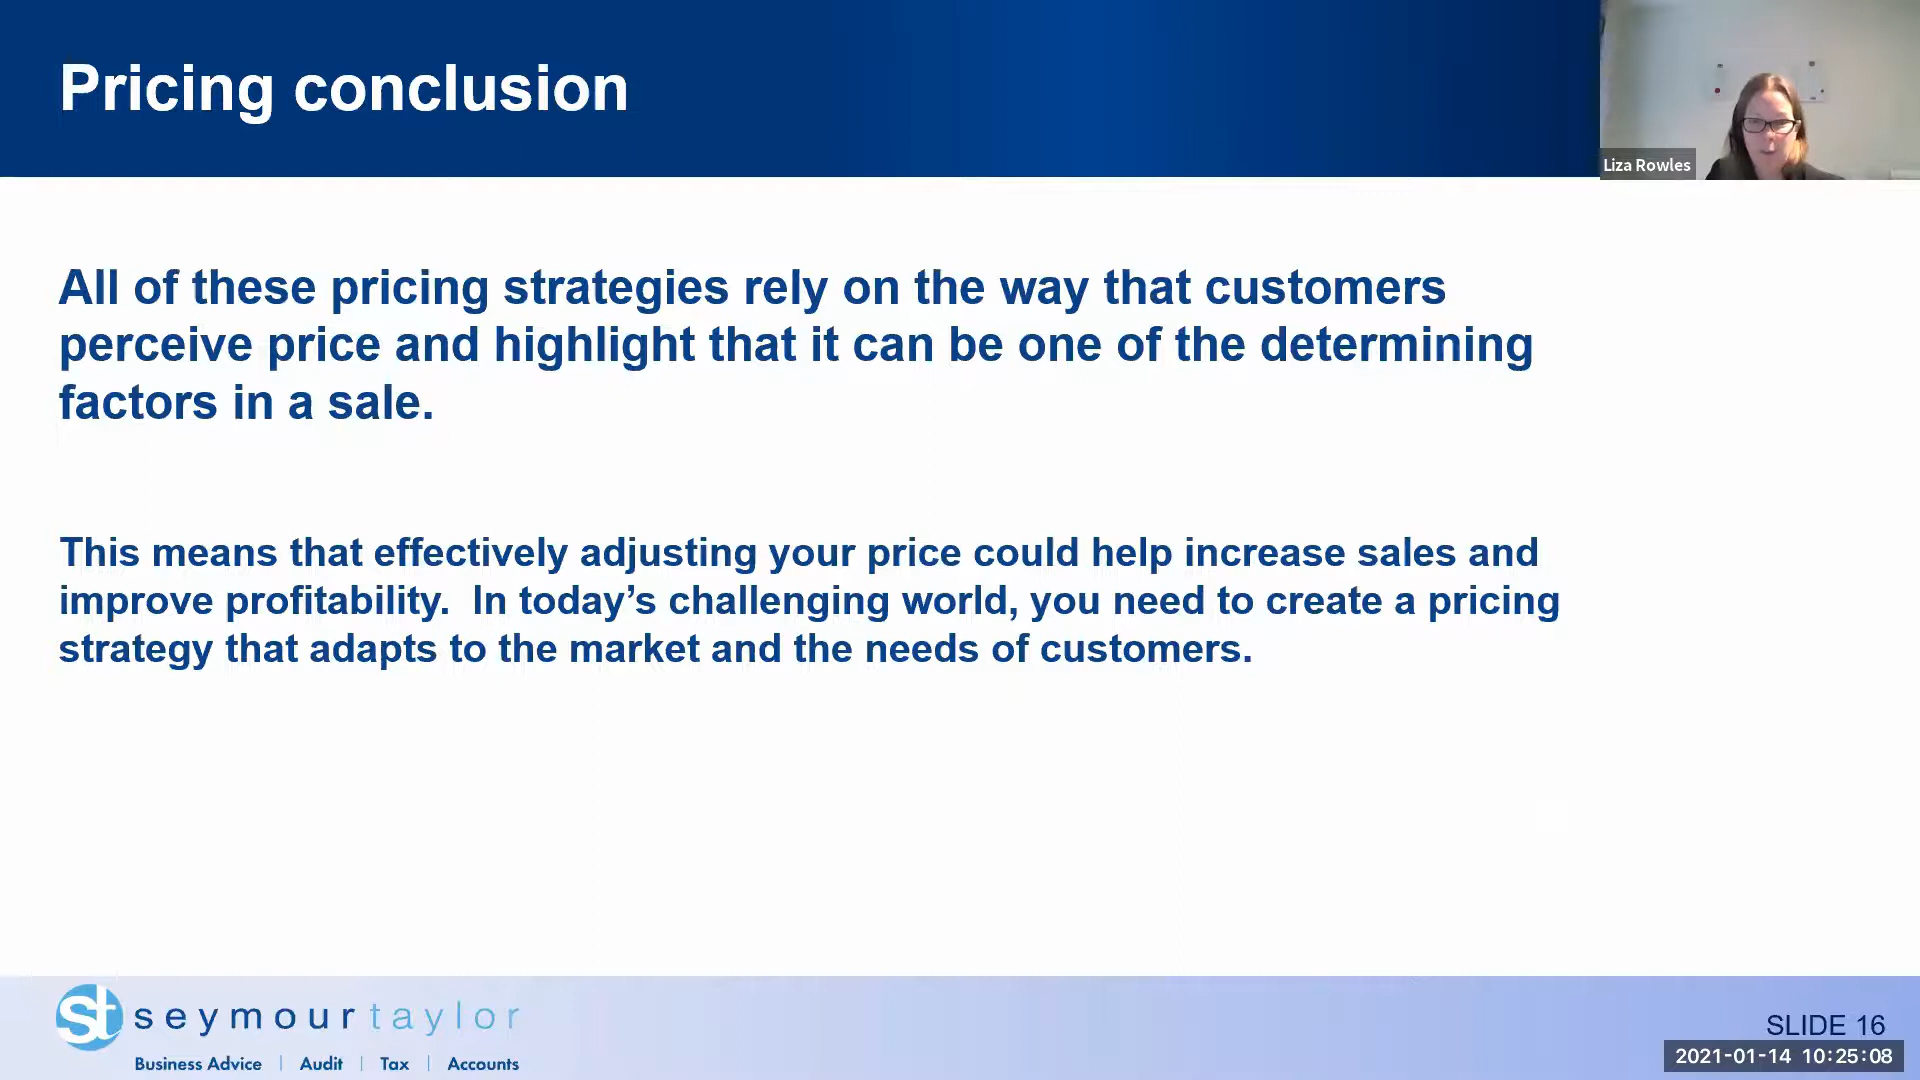 Pricing conclusion
Liza Rowles
All of these pricing strategies rely on the way that customers
perceive price and highlight that it can be one of the determining
factors in a sale.
This means that effectively adjusting your price could help increase sales and
improve profitability.  In today’s challenging world, you need to create a pricing
strategy that adapts to the market and the needs of customers.
st seymourtaylor
Business Advice | Audit | Tax | Accounts
SLIDE 16
2021-01-14 10:25:08